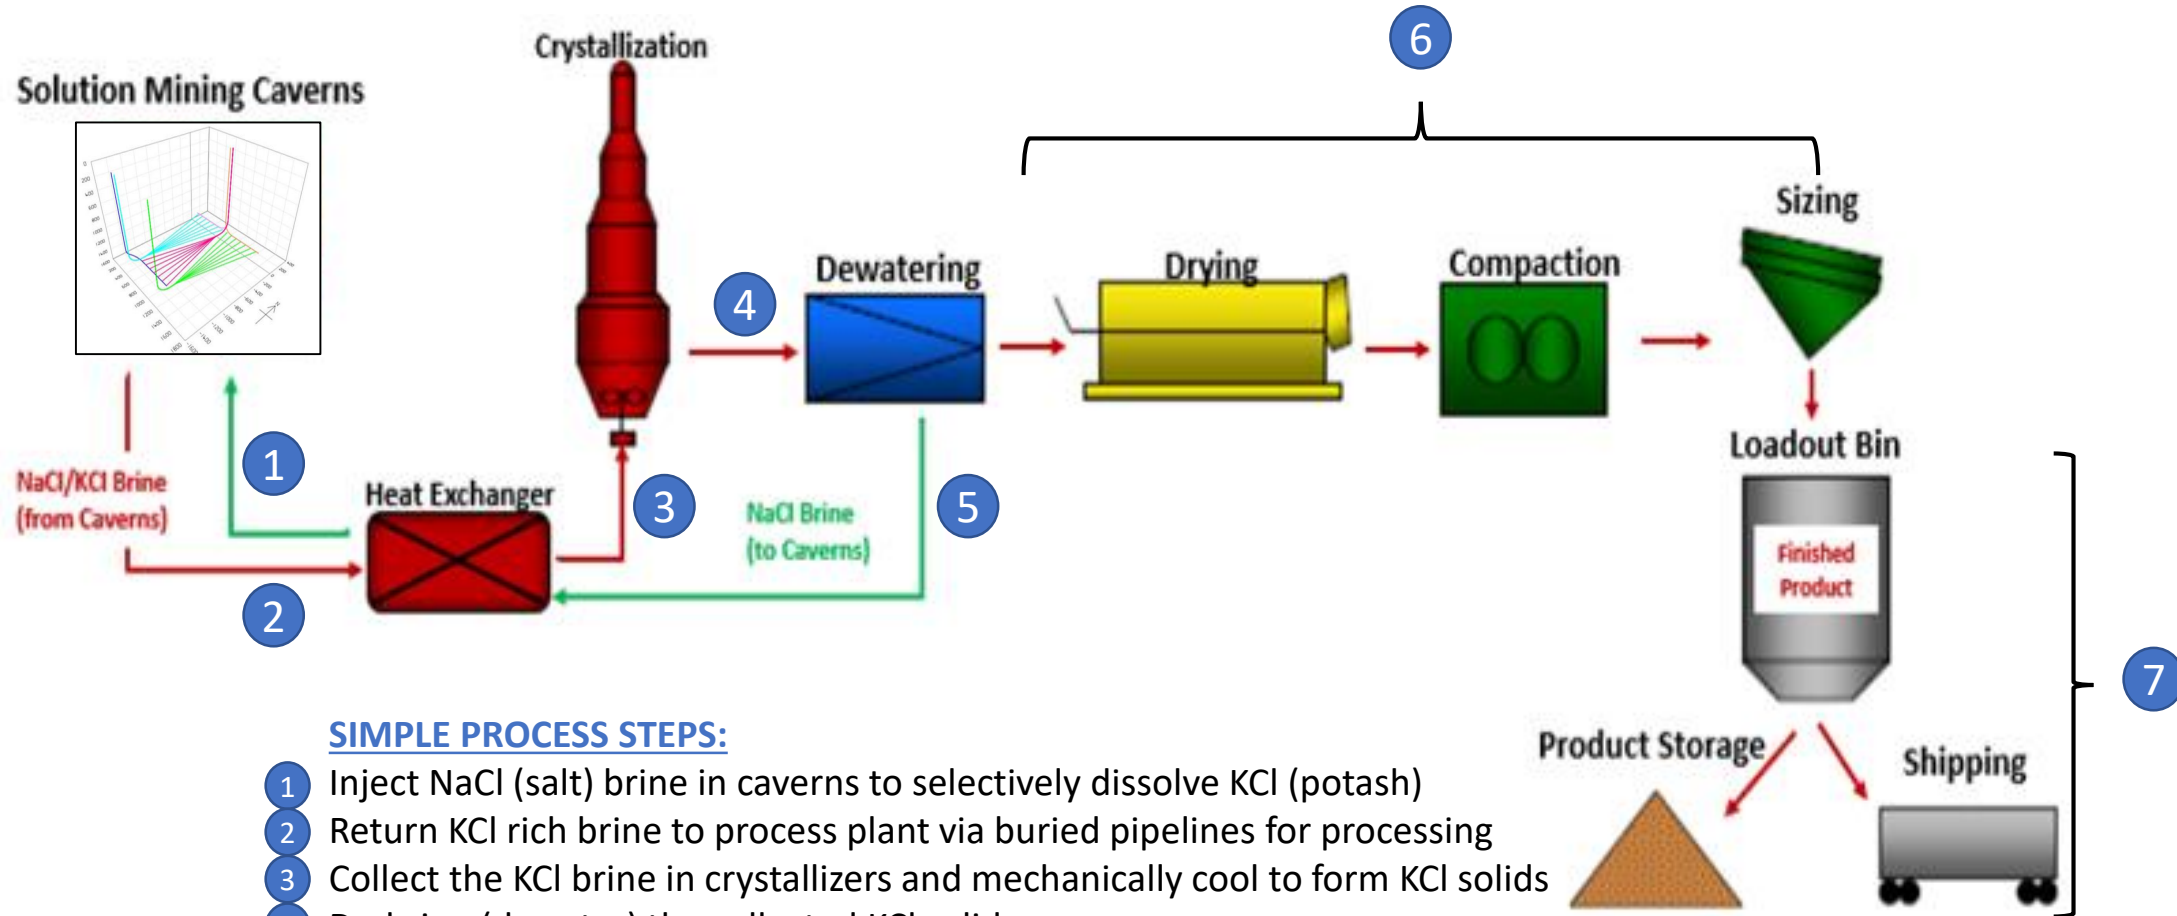 Crystallization
6
Solution Mining Caverns
Sizing
Dewatering
Drying
Compaction
4
1
NaCl/KCl Brine
(from Caverns)
Heat Exchanger
3
NaCl Brine
(to Caverns)
5
Loadout Bin
Finished
Product
2
7
SIMPLE PROCESS STEPS:
Product Storage
Shipping
1 Inject NaCl (salt) brine in caverns to selectively dissolve KCl (potash)
2 Return KCl rich brine to process plant via buried pipelines for processing
3 Collect the KCl brine in crystallizers and mechanically cool to form KCl solids